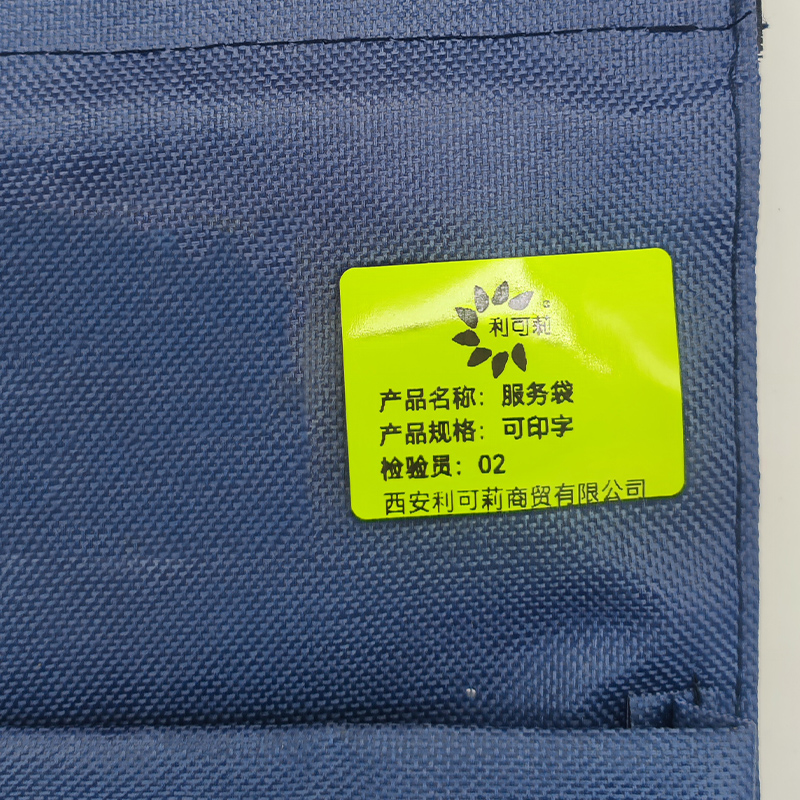 利可莉
产品名称：服务袋
产品规格：可印字
检验员：02
西安利可莉商贸有限公司